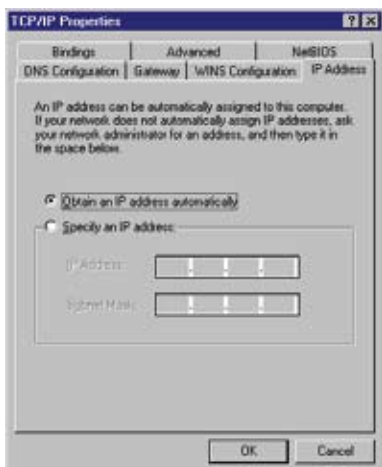 TCP/IP Properties
Bindings Advanced NetBIOS
DNS Configuration Gateway WINS Configuration IP Address
An IP address can be automatically assigned to this computer.
If your network does not automatically assign IP addresses, ask
your network administrator for an address, and then type it in
the space below.
Obtain an IP address automatically
Specify an IP address:
IP Address:
Subnet Mask:
OK Cancel